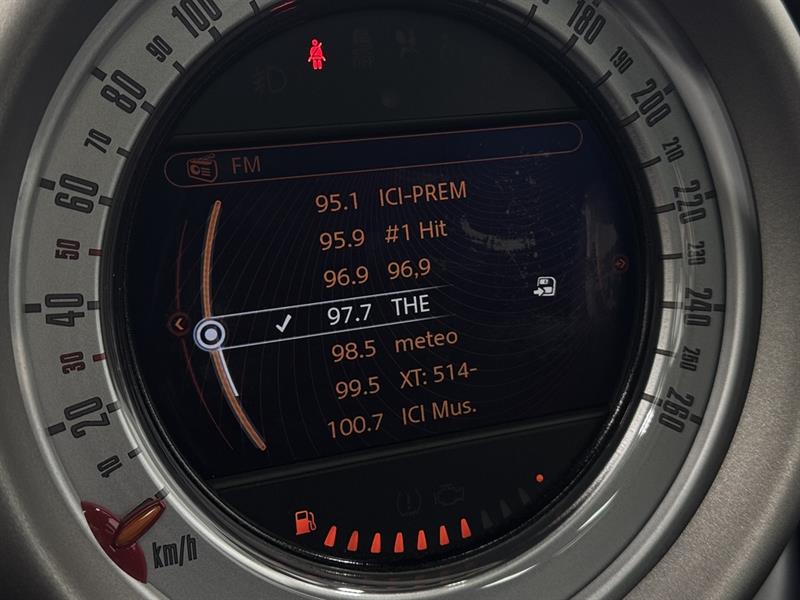 FM
95.1 ICI-PREM
95.9 #1 Hit
96.9 96,9
97.7 THE
98.5 meteo
99.5 XT: 514-
100.7 ICI Mus.
km/h
10
20
30
40
50
60
70
80
90
100
180
190
200
210
220
230
240
250
260